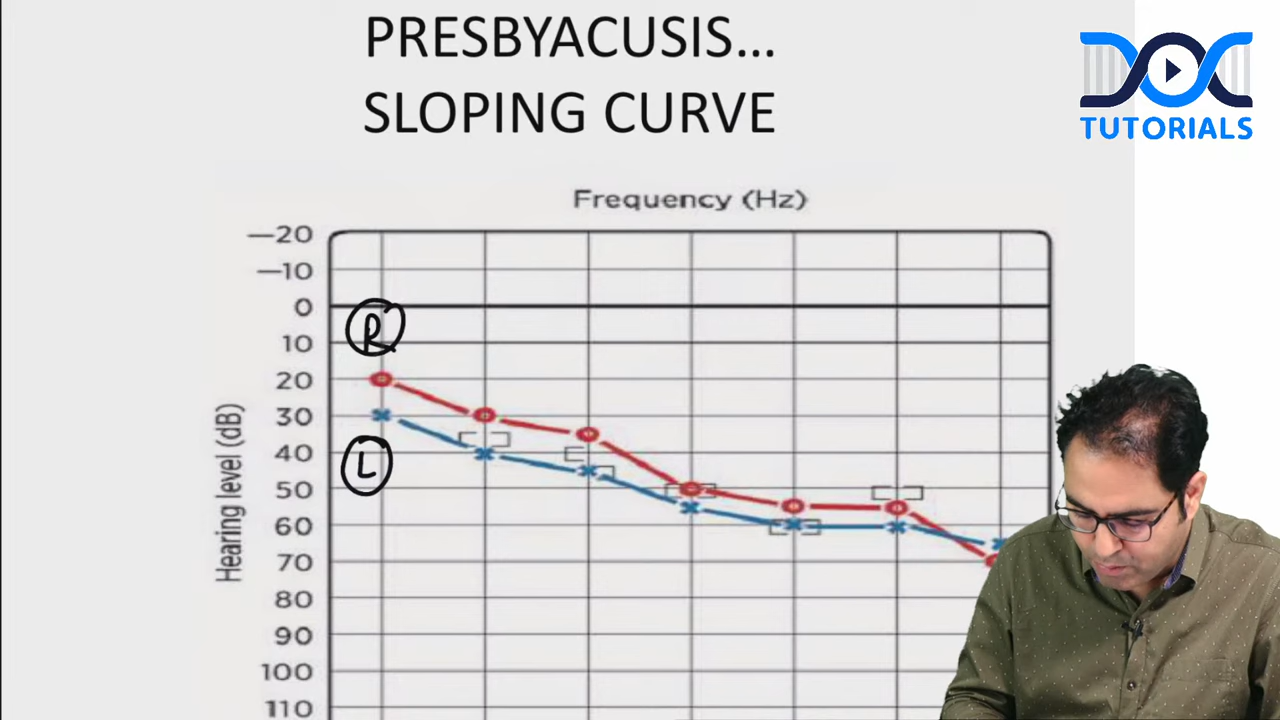 PRESBYACUSIS...
SLOPING CURVE
DOC
TUTORIALS
Frequency (Hz)
Hearing level (dB)
—20
—10
0
10
20
30
40
50
60
70
80
90
100
110
R
L